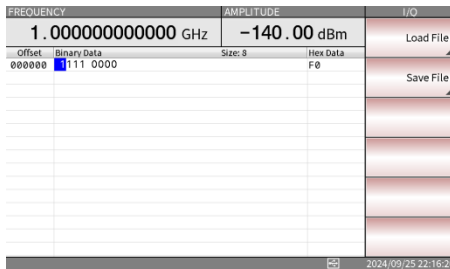 FREQUENCY AMPLITUDE I/Q
1.000000000000 GHz -140.00 dBm Load File
Offset Binary Data Size: 8 Hex Data
000000 1111 0000 F0
Save File
2024/09/25 22:16:2